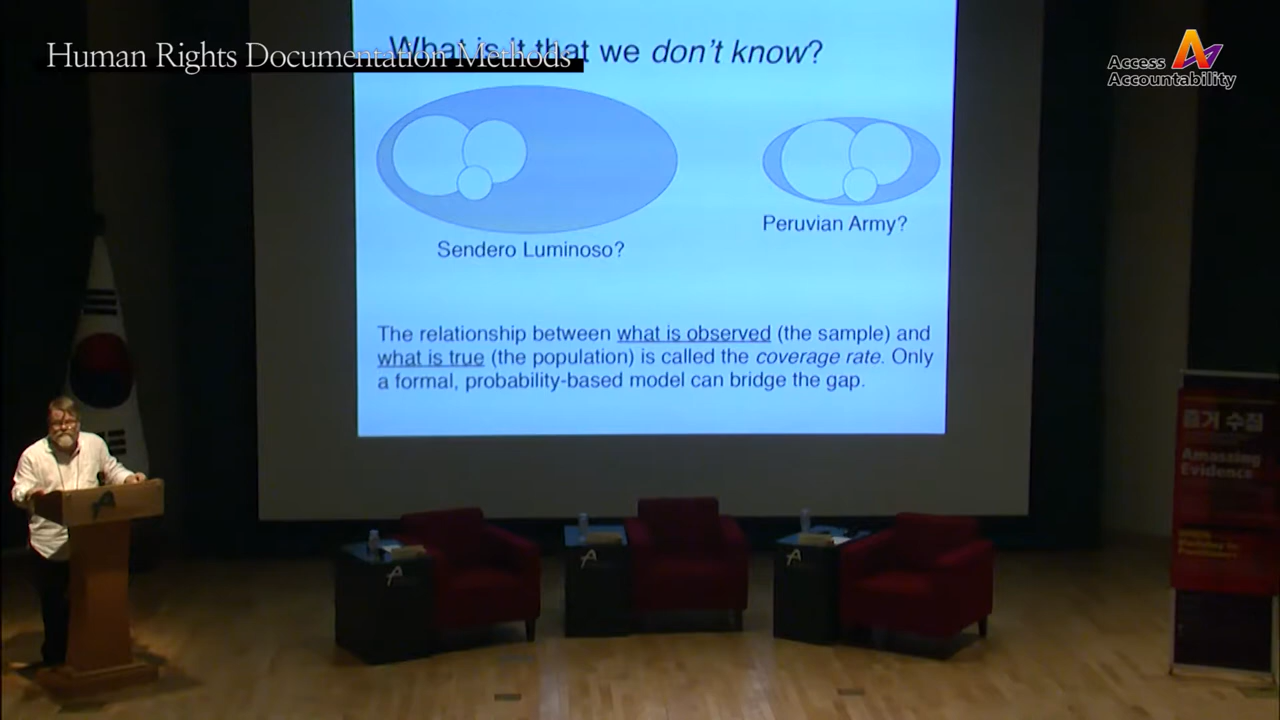 Human Rights Documentation Methods
What is it that we don't know?
Access
Accountability
Sendero Luminoso?
Peruvian Army?
The relationship between what is observed (the sample) and
what is true (the population) is called the coverage rate. Only
a formal, probability-based model can bridge the gap.
증거 수집
Amassing
Evidence